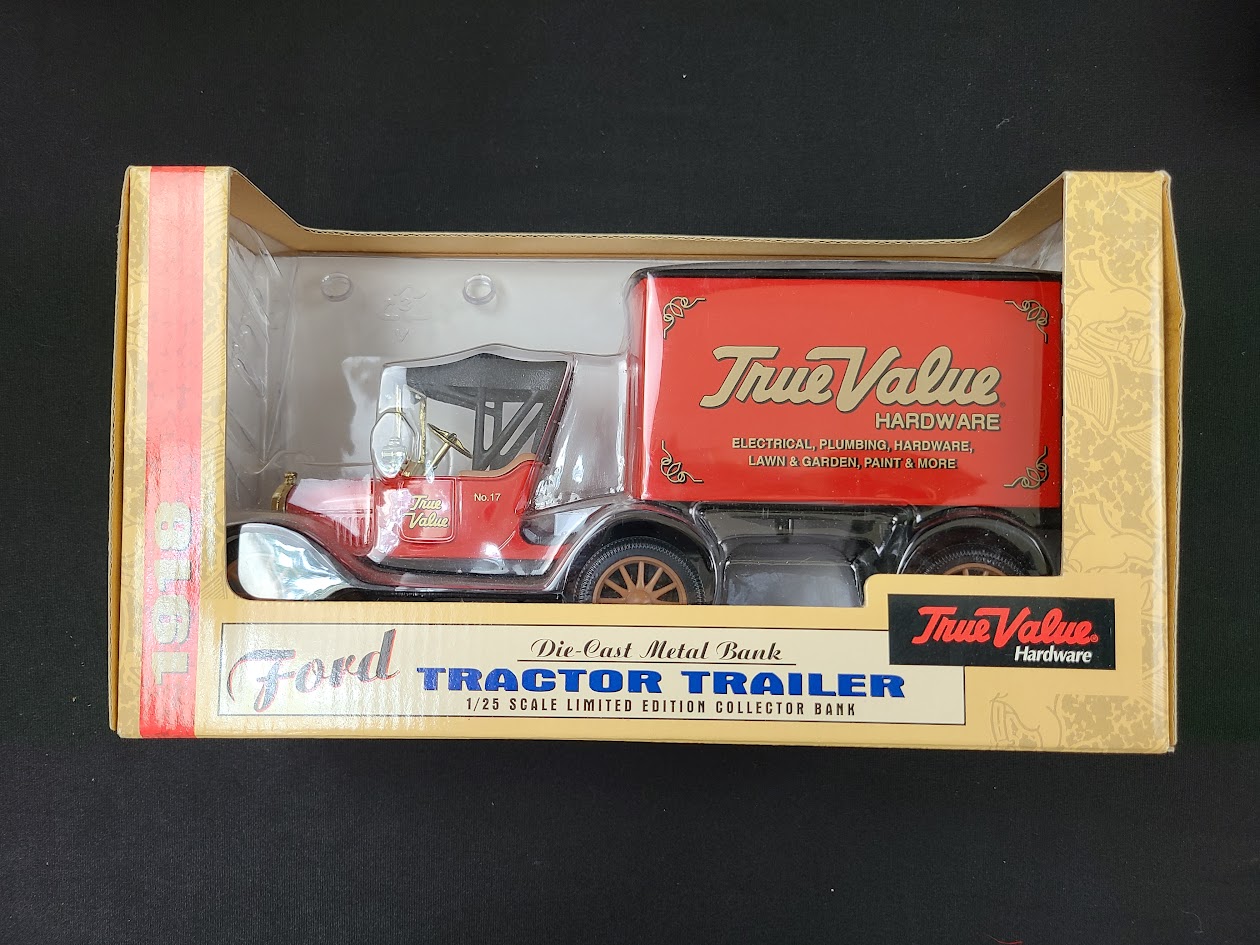 1918
True Value®
HARDWARE
ELECTRICAL, PLUMBING, HARDWARE,
LAWN & GARDEN, PAINT & MORE
No. 17
True
Value
True Value®
Hardware
Ford
Die-Cast Metal Bank
TRACTOR TRAILER
1/25 SCALE LIMITED EDITION COLLECTOR BANK